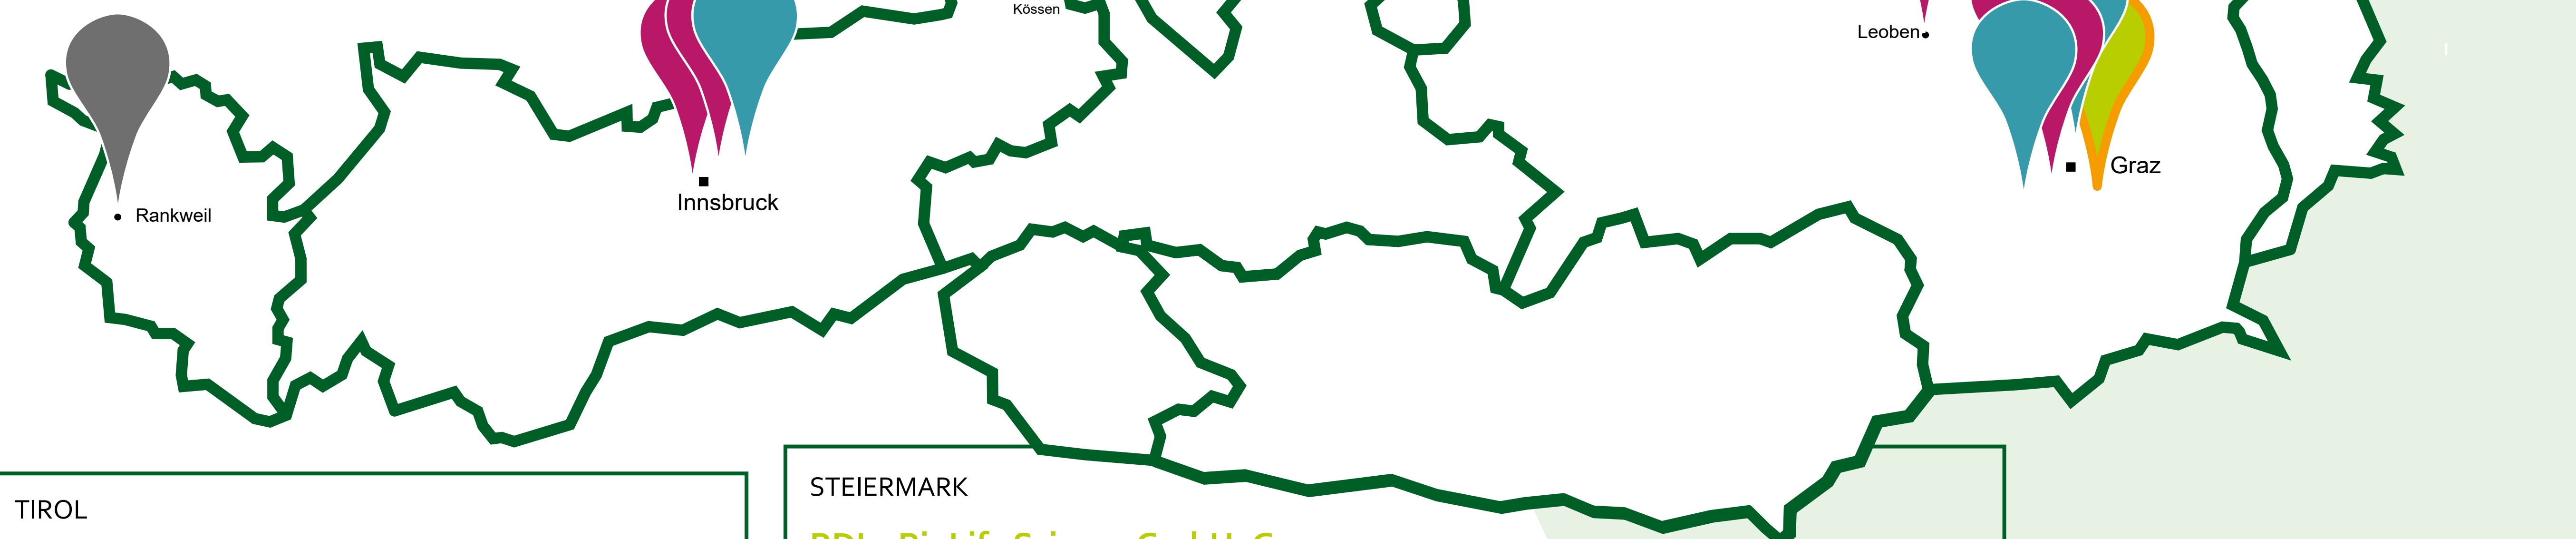 Kössen
Leoben
Graz
Innsbruck
Rankweil
STEIERMARK
TIROL